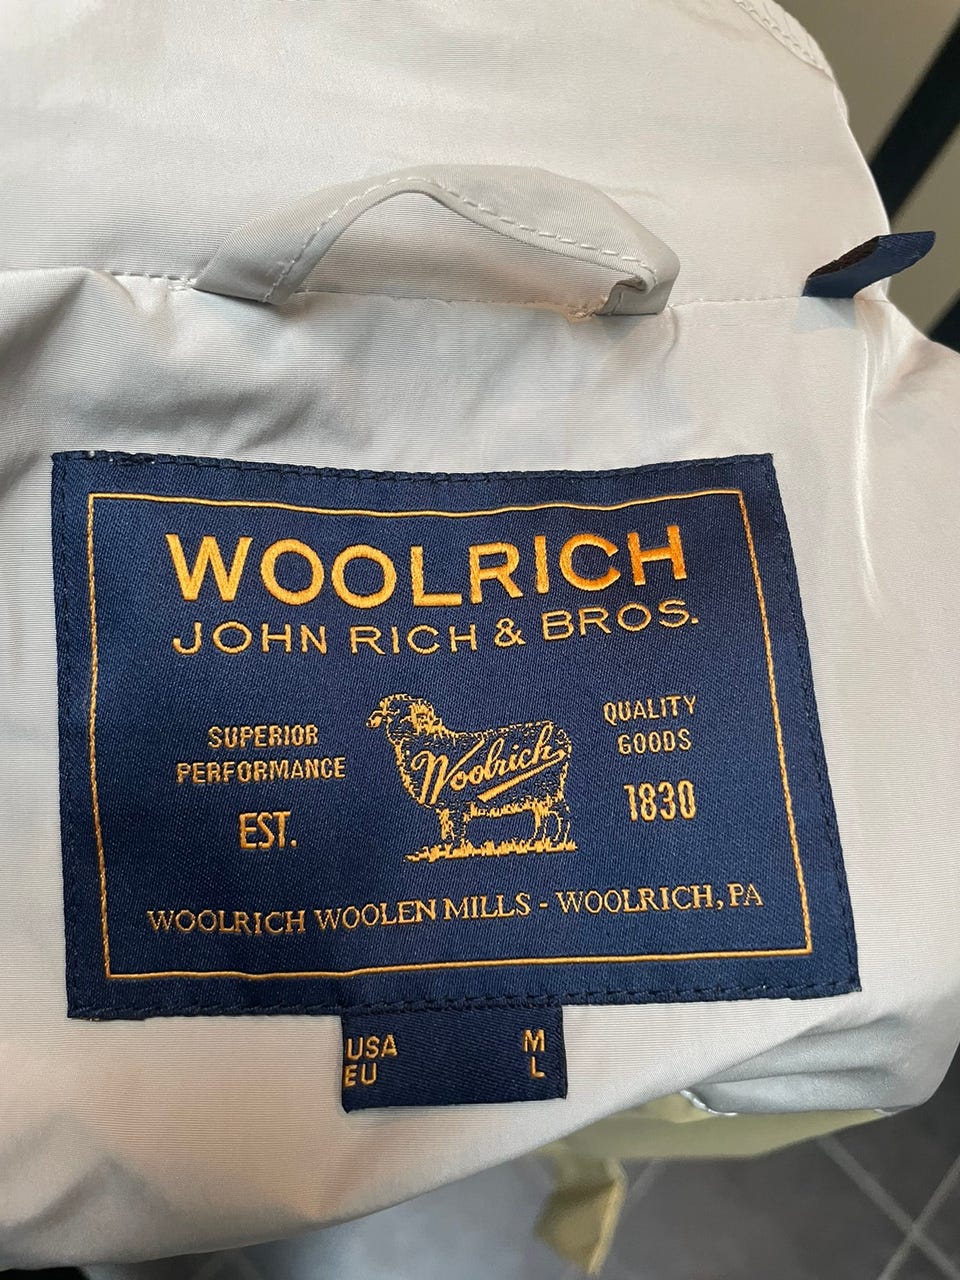 WOOLRICH
JOHN RICH & BROS.
SUPERIOR
PERFORMANCE
EST.
Woolrich
QUALITY
GOODS
1830
WOOLRICH WOOLEN MILLS - WOOLRICH, PA
USA M
EU L